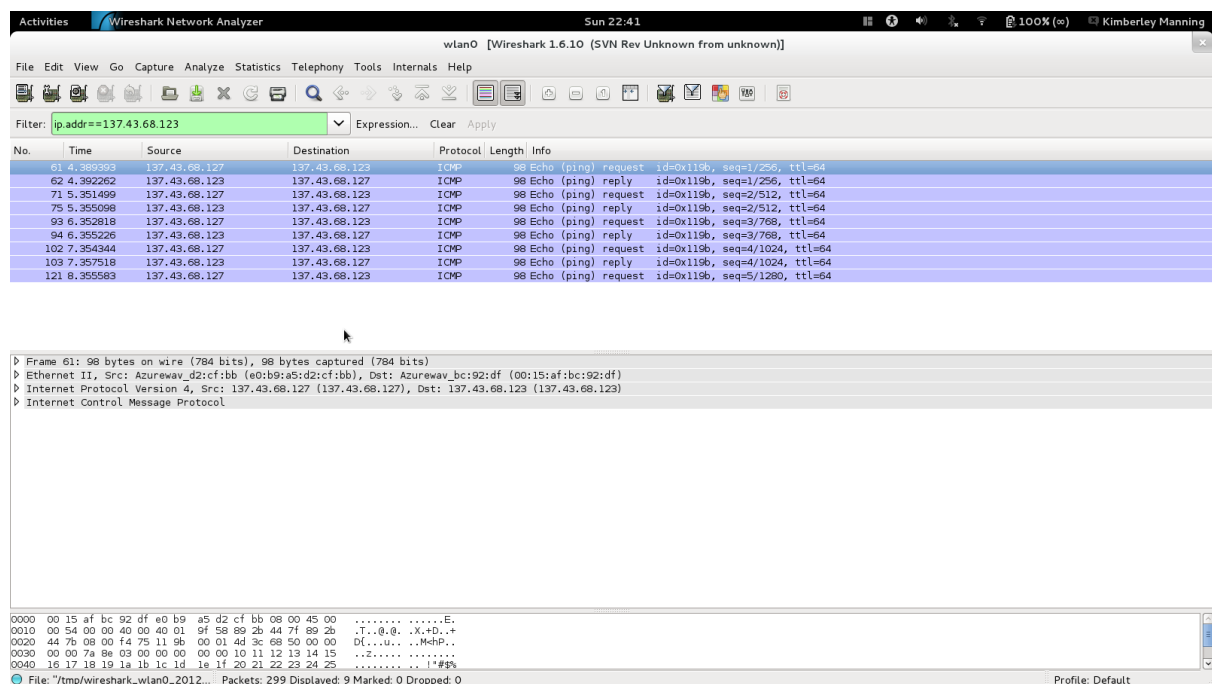 Activities Wireshark Network Analyzer Sun 22:41 100% (∞) Kimberley Manning
wlan0 [Wireshark 1.6.10 (SVN Rev Unknown from unknown)]
File Edit View Go Capture Analyze Statistics Telephony Tools Internals Help
Filter: ip.addr==137.43.68.123 Expression... Clear Apply
No. Time Source Destination Protocol Length Info
61 4.389393 137.43.68.127 137.43.68.123 ICMP 98 Echo (ping) request id=0x119b, seq=1/256, ttl=64
62 4.392262 137.43.68.123 137.43.68.127 ICMP 98 Echo (ping) reply id=0x119b, seq=1/256, ttl=64
71 5.351499 137.43.68.127 137.43.68.123 ICMP 98 Echo (ping) request id=0x119b, seq=2/512, ttl=64
75 5.355098 137.43.68.123 137.43.68.127 ICMP 98 Echo (ping) reply id=0x119b, seq=2/512, ttl=64
93 6.352818 137.43.68.127 137.43.68.123 ICMP 98 Echo (ping) request id=0x119b, seq=3/768, ttl=64
94 6.355226 137.43.68.123 137.43.68.127 ICMP 98 Echo (ping) reply id=0x119b, seq=3/768, ttl=64
102 7.354344 137.43.68.127 137.43.68.123 ICMP 98 Echo (ping) request id=0x119b, seq=4/1024, ttl=64
103 7.357518 137.43.68.123 137.43.68.127 ICMP 98 Echo (ping) reply id=0x119b, seq=4/1024, ttl=64
121 8.355583 137.43.68.127 137.43.68.123 ICMP 98 Echo (ping) request id=0x119b, seq=5/1280, ttl=64
Frame 61: 98 bytes on wire (784 bits), 98 bytes captured (784 bits)
Ethernet II, Src: Azurewav_d2:cf:bb (e0:b9:a5:d2:cf:bb), Dst: Azurewav_bc:92:df (00:15:af:bc:92:df)
Internet Protocol Version 4, Src: 137.43.68.127 (137.43.68.127), Dst: 137.43.68.123 (137.43.68.123)
Internet Control Message Protocol
0000 00 15 af bc 92 df e0 b9 a5 d2 cf bb 08 00 45 00 ........ ......E.
0010 00 54 00 00 40 00 40 01 9f 58 89 2b 44 7f 89 2b .T..@.@. .X.+D..+
0020 44 7b 08 00 f4 75 11 9b 00 01 4d 3c 68 50 00 00 D{...u.. ..M<hP..
0030 00 00 7a 8e 03 00 00 00 00 00 10 11 12 13 14 15 ..z..... ........
0040 16 17 18 19 1a 1b 1c 1d 1e 1f 20 21 22 23 24 25 ........ .. !"#$%
File: "/tmp/wireshark_wlan0_2012... Packets: 299 Displayed: 9 Marked: 0 Dropped: 0 Profile: Default